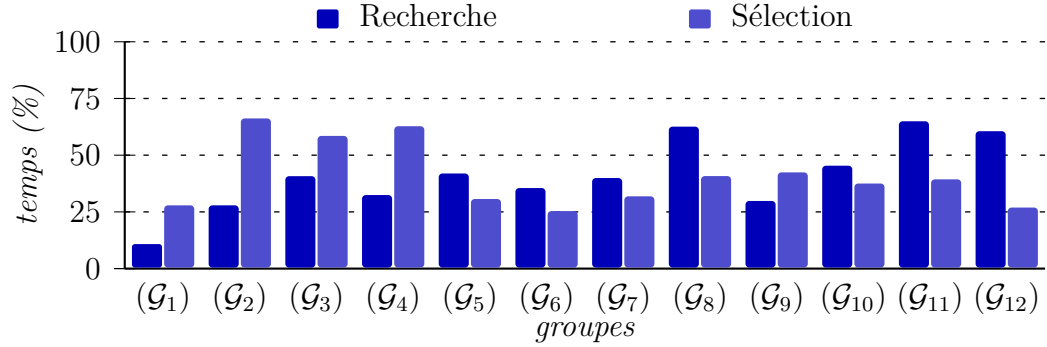 Recherche Sélection
100
75
50
25
0
temps (%)
(𝒢₁) (𝒢₂) (𝒢₃) (𝒢₄) (𝒢₅) (𝒢₆) (𝒢₇) (𝒢₈) (𝒢₉) (𝒢₁₀) (𝒢₁₁) (𝒢₁₂)
groupes